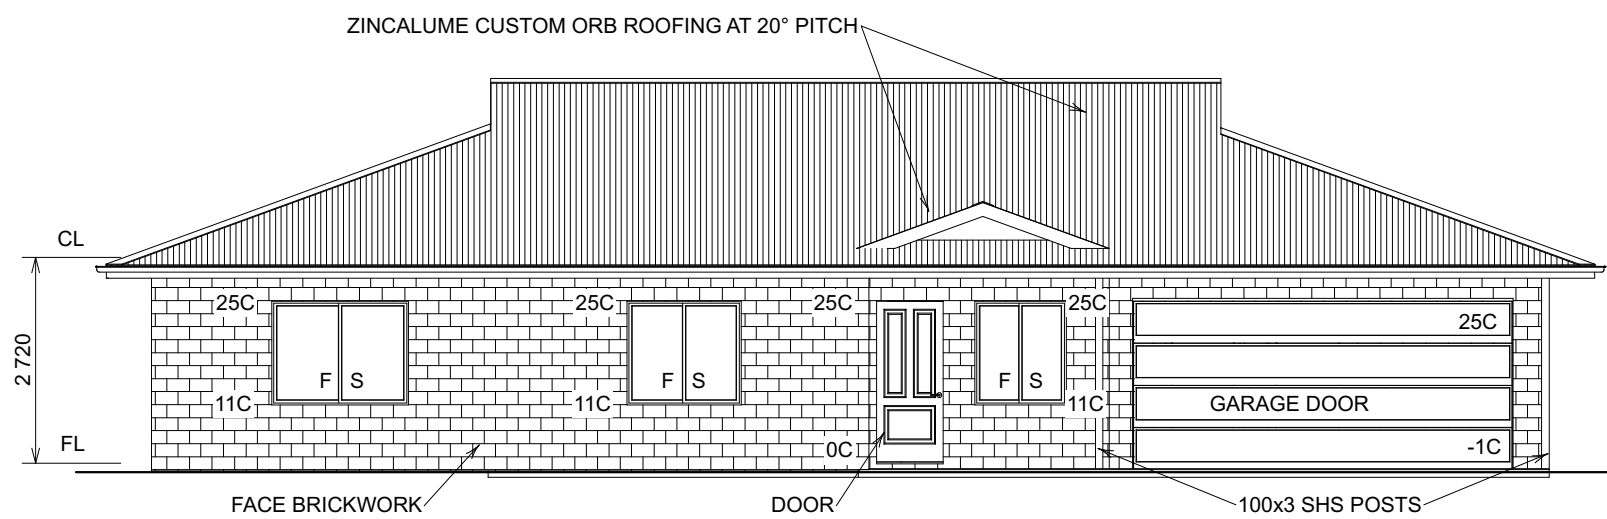 ZINCALUME CUSTOM ORB ROOFING AT 20° PITCH
CL
2 720
25C
25C
25C
25C
25C
F
S
F
S
F
S
11C
11C
11C
GARAGE DOOR
FL
0C
-1C
FACE BRICKWORK
DOOR
100x3 SHS POSTS